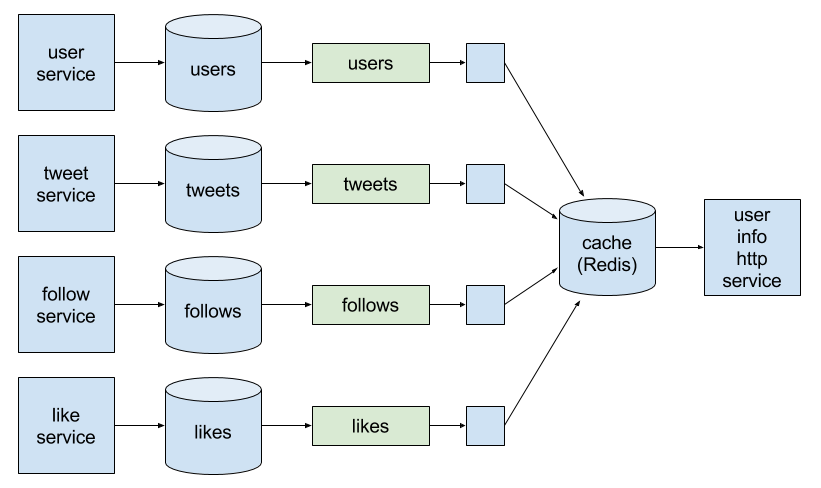 user
service
users
users
tweet
service
tweets
tweets
follow
service
follows
follows
like
service
likes
likes
cache
(Redis)
user
info
http
service